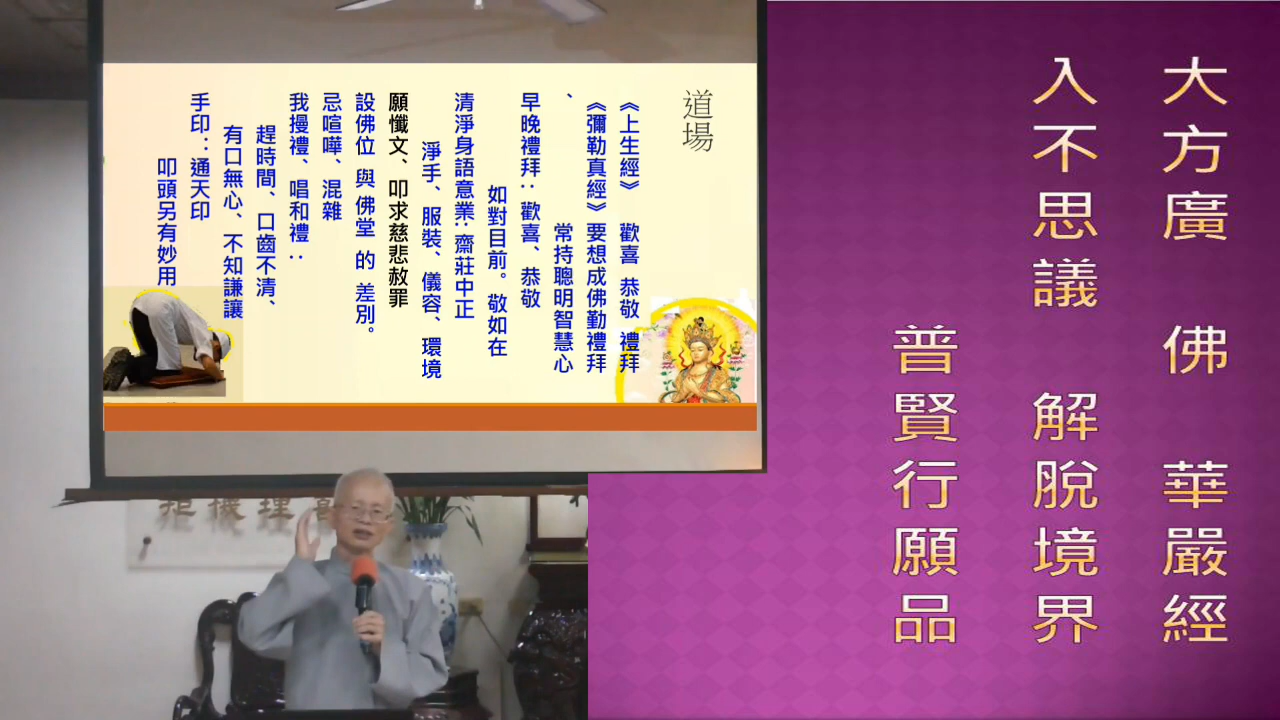 大方廣 佛 華嚴經
入不思議 解脫境界
普賢行願品
道場
《上生經》 歡喜 恭敬 禮拜
《彌勒真經》要想成佛勤禮拜
、 常持聰明智慧心
早晚禮拜：歡喜、恭敬
如對目前。敬如在
清淨身語意業：齋莊中正
淨手、服裝、儀容、環境
願懺文、叩求慈悲赦罪
設佛位 與 佛堂 的 差別。
忌喧嘩、混雜
我擾禮、唱和禮：
趕時間、口齒不清、
有口無心、不知謙讓
手印：通天印
叩頭另有妙用